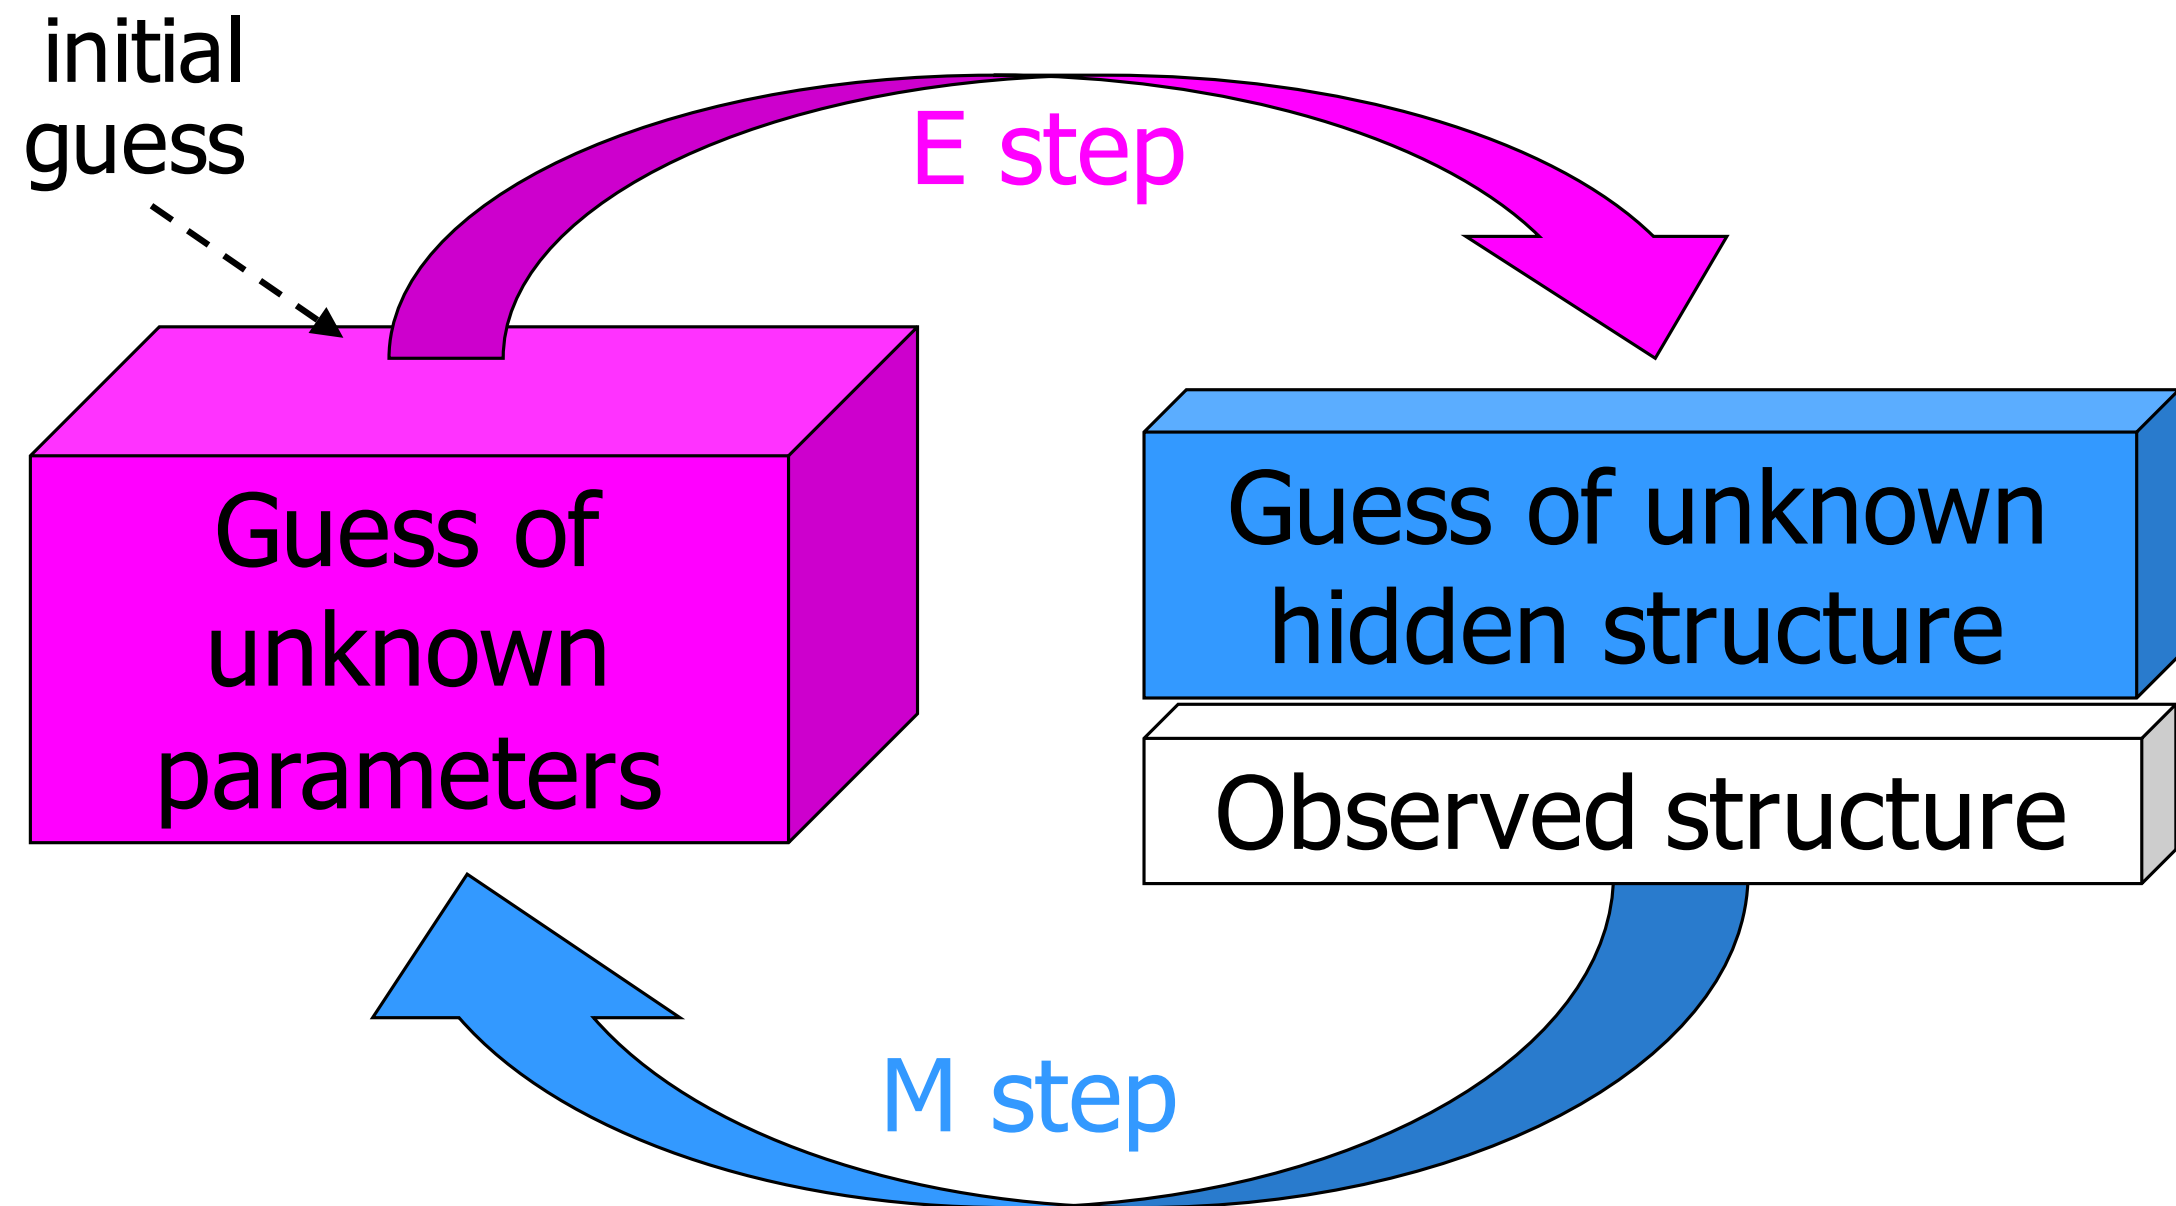 initial
guess
E step
Guess of
unknown
parameters
Guess of unknown
hidden structure
Observed structure
M step